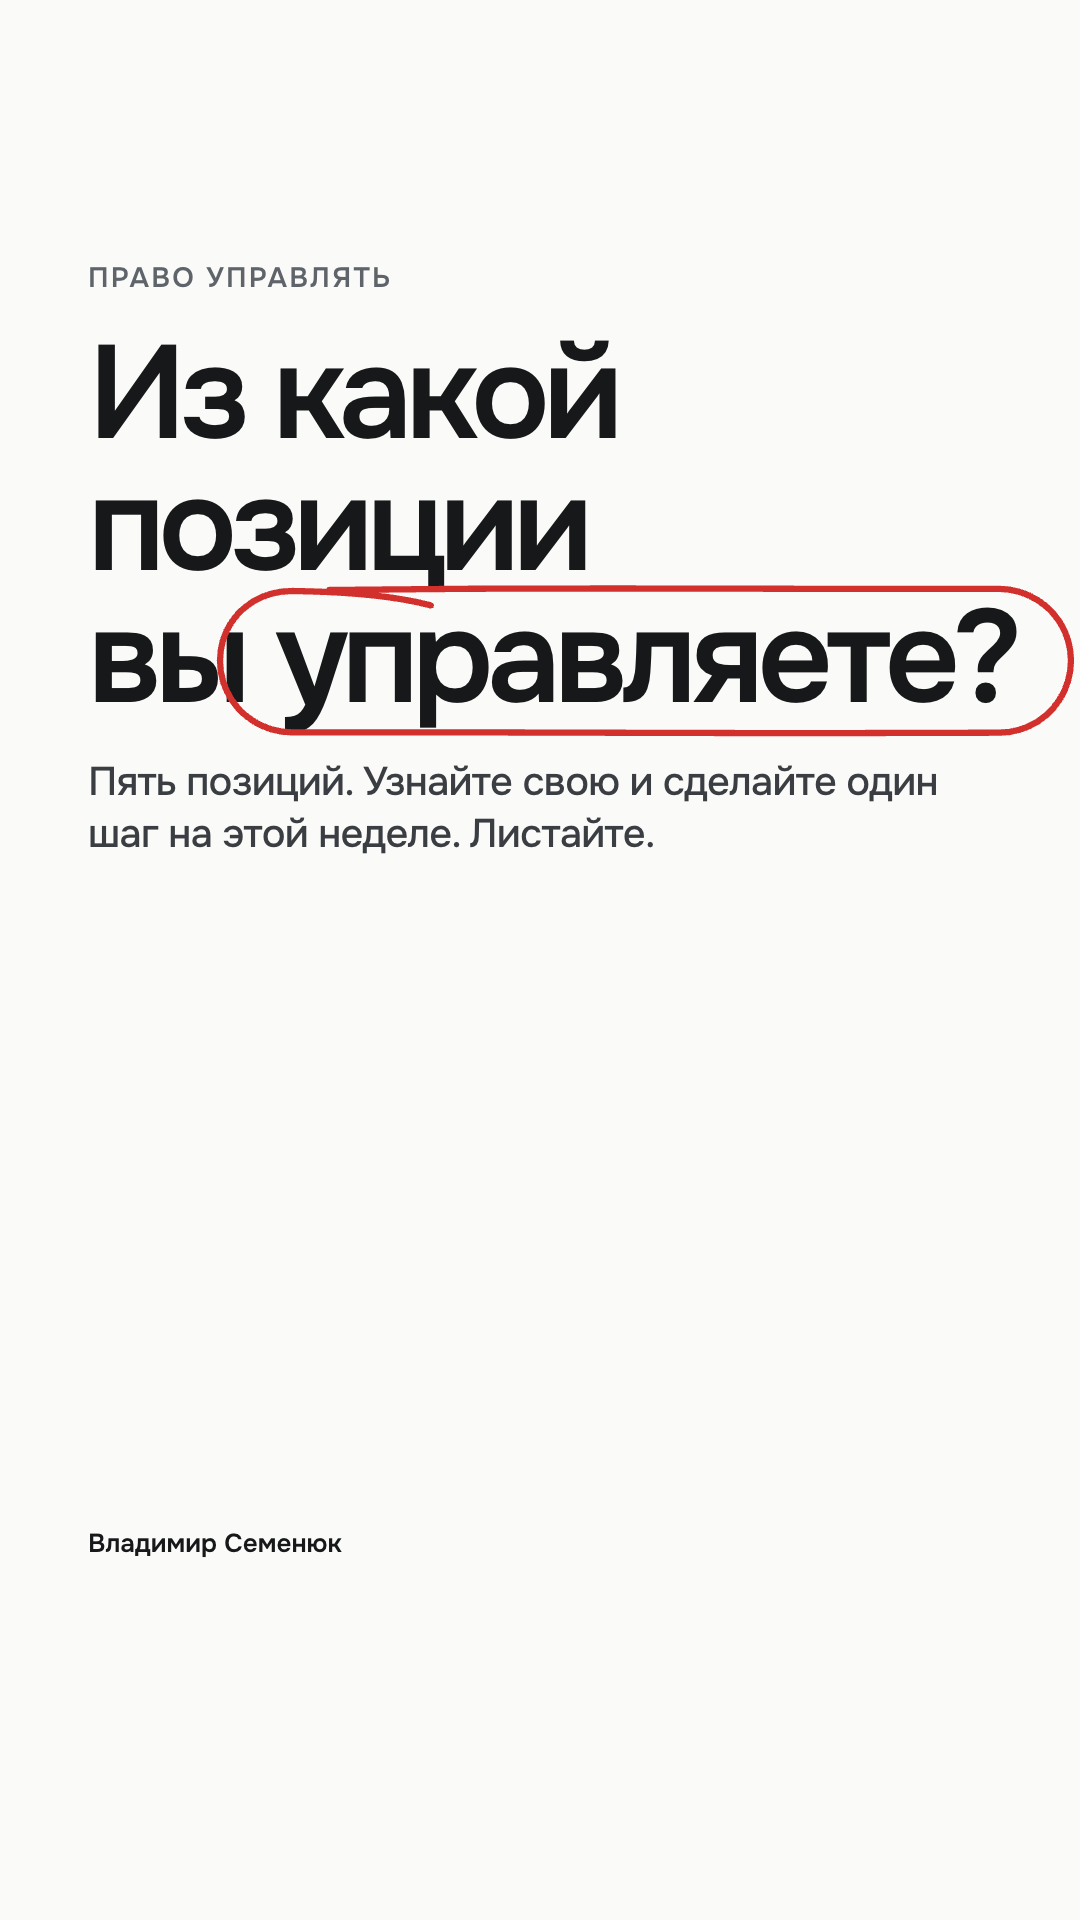 ПРАВО УПРАВЛЯТЬ
Из какой
позиции
вы управляете?
Пять позиций. Узнайте свою и сделайте один
шаг на этой неделе. Листайте.
Владимир Семенюк